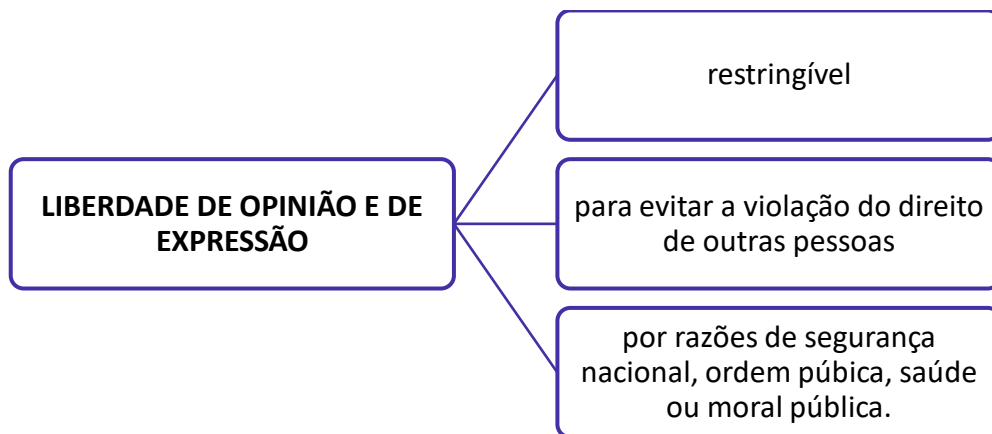 LIBERDADE DE OPINIÃO E DE
EXPRESSÃO
restringível
para evitar a violação do direito
de outras pessoas
por razões de segurança
nacional, ordem púbica, saúde
ou moral pública.